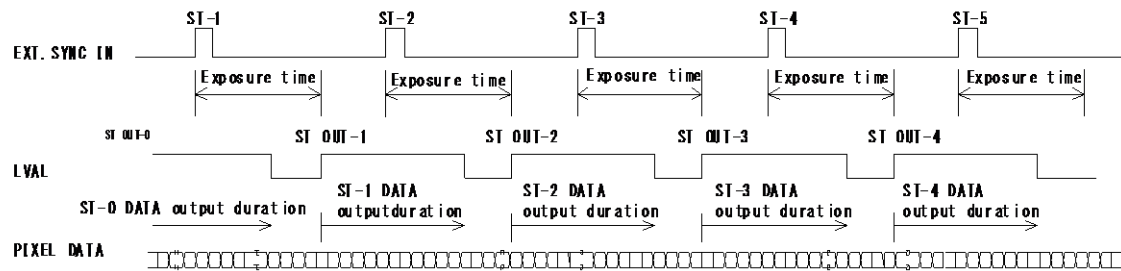 ST-1 ST-2 ST-3 ST-4 ST-5
EXT. SYNC IN
Exposure time Exposure time Exposure time Exposure time Exposure time
ST OUT-0 ST OUT-1 ST OUT-2 ST OUT-3 ST OUT-4
LVAL
ST-1 DATA ST-2 DATA ST-3 DATA ST-4 DATA
ST-0 DATA output duration outputduration output duration output duration output duration
PIXEL DATA